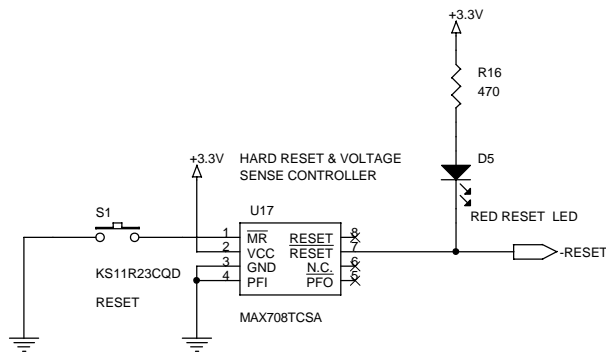 +3.3V
R16
470
+3.3V
HARD RESET & VOLTAGE
SENSE CONTROLLER
D5
S1
U17
RED RESET LED
1 MR RESET 8
2 VCC RESET 7
3 GND N.C. 6
4 PFI PFO 5
-RESET
KS11R23CQD
RESET
MAX708TCSA